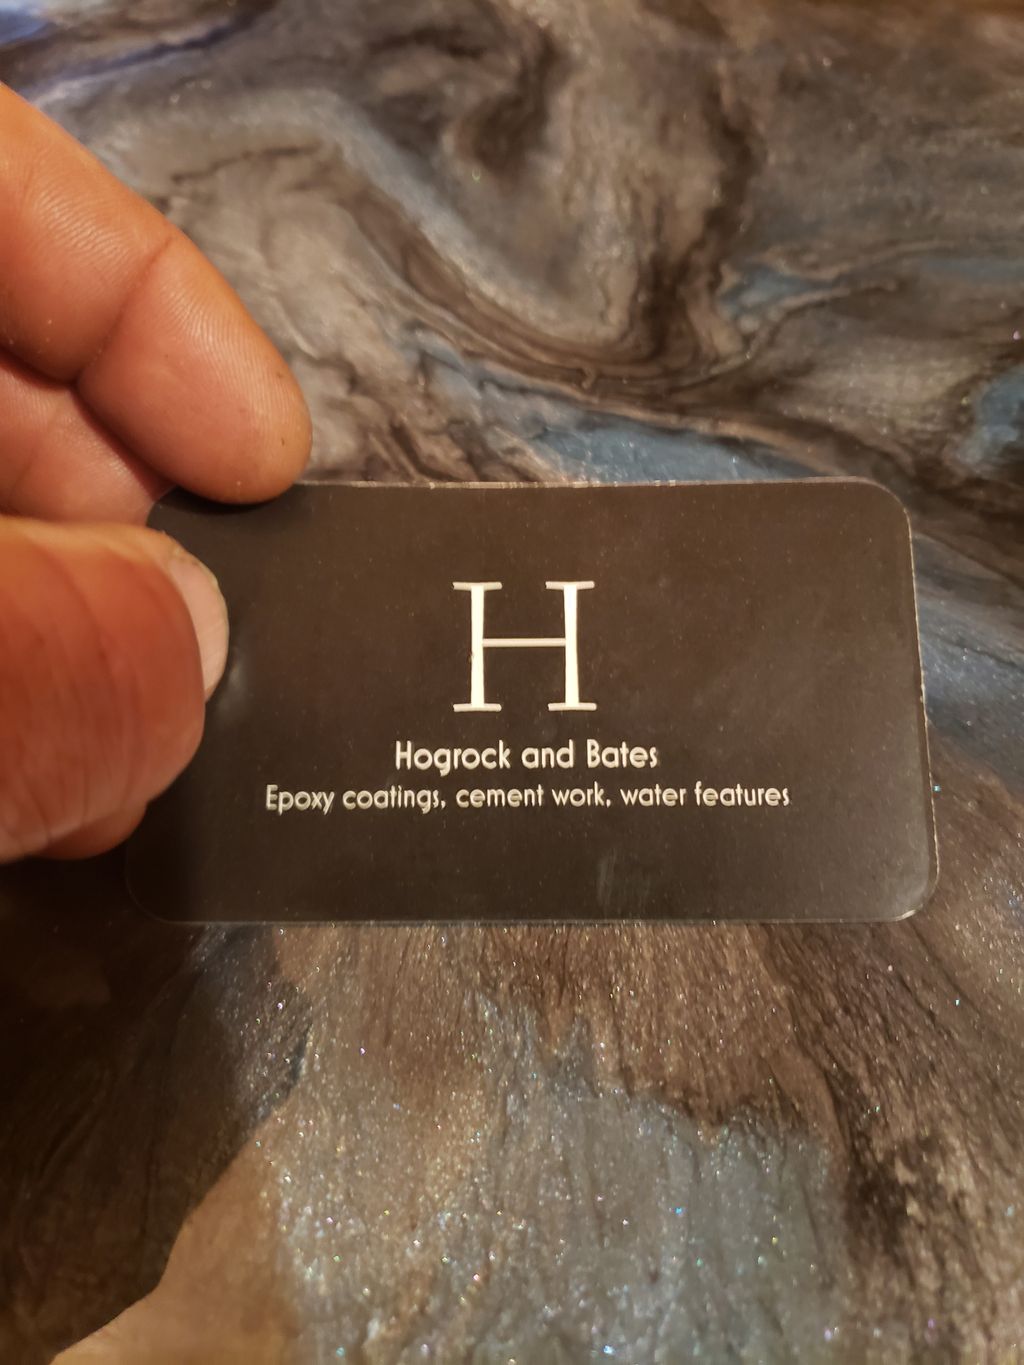 H
Hogrock and Bates
Epoxy coatings, cement work, water features